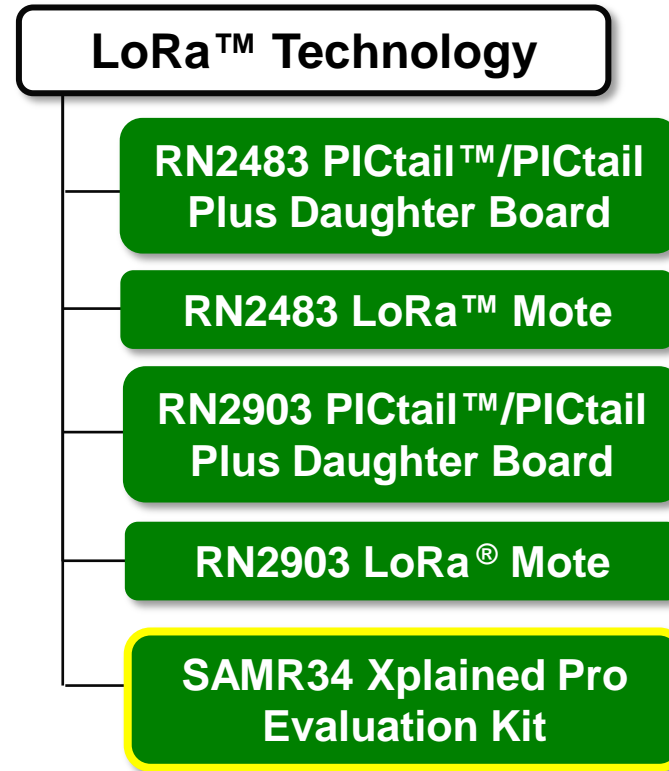 LoRa™ Technology
RN2483 PICtail™/PICtail
Plus Daughter Board
RN2483 LoRa™ Mote
RN2903 PICtail™/PICtail
Plus Daughter Board
RN2903 LoRa® Mote
SAMR34 Xplained Pro
Evaluation Kit